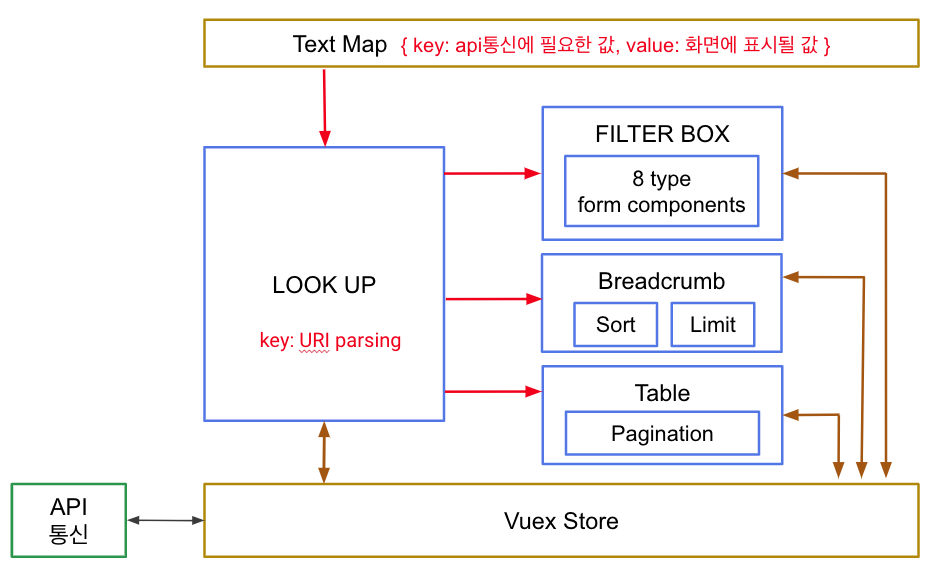 Text Map { key: api통신에 필요한 값, value: 화면에 표시될 값 }
FILTER BOX
8 type
form components
LOOK UP
key: URI parsing
Breadcrumb
Sort
Limit
Table
Pagination
API
통신
Vuex Store